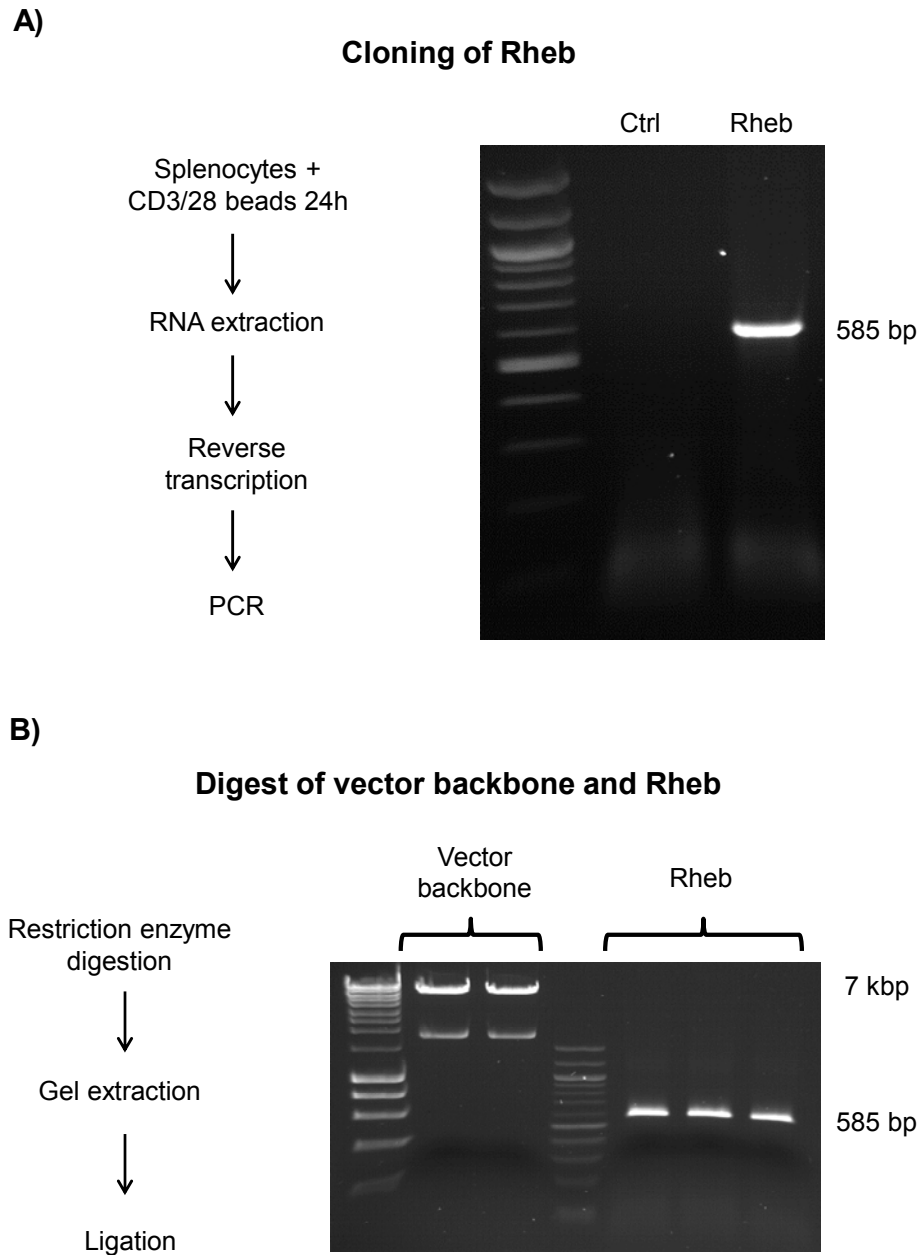 A)
Cloning of Rheb
Ctrl Rheb
Splenocytes +
CD3/28 beads 24h
RNA extraction
585 bp
Reverse
transcription
PCR
B)
Digest of vector backbone and Rheb
Vector
backbone
Rheb
Restriction enzyme
digestion
7 kbp
Gel extraction
585 bp
Ligation